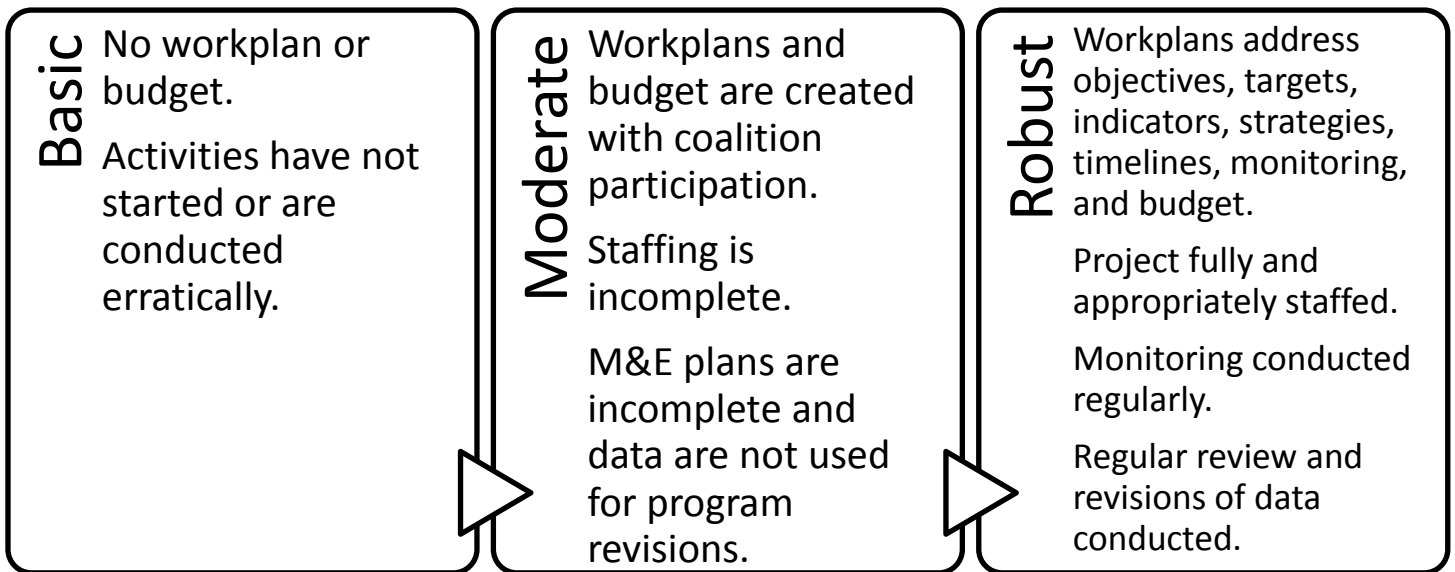 Basic
No workplan or
budget.
Activities have not
started or are
conducted
erratically.
Moderate
Workplans and
budget are created
with coalition
participation.
Staffing is
incomplete.
M&E plans are
incomplete and
data are not used
for program
revisions.
Robust
Workplans address
objectives, targets,
indicators, strategies,
timelines, monitoring,
and budget.
Project fully and
appropriately staffed.
Monitoring conducted
regularly.
Regular review and
revisions of data
conducted.